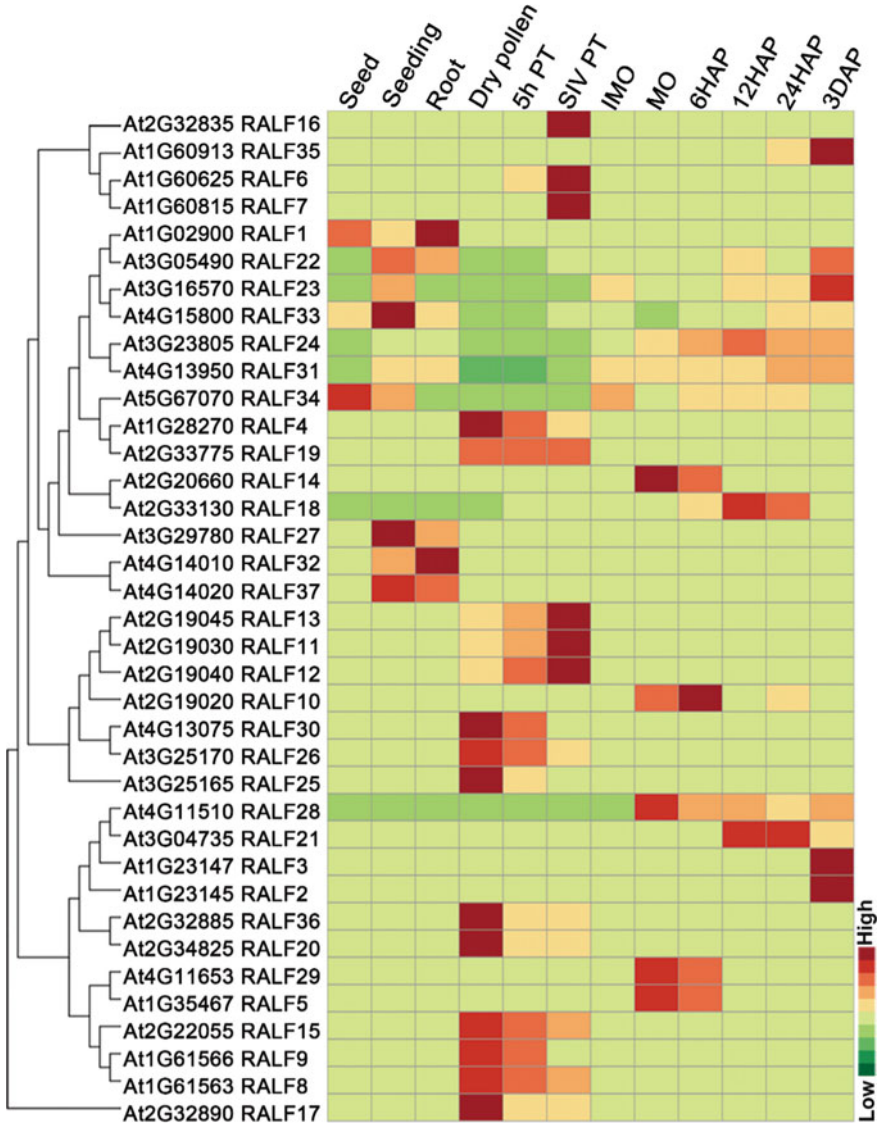 Seed Seeding Root Dry pollen 5h PT SIV PT IMO MO 6HAP 12HAP 24HAP 3DAP
At2G32835 RALF16
At1G60913 RALF35
At1G60625 RALF6
At1G60815 RALF7
At1G02900 RALF1
At3G05490 RALF22
At3G16570 RALF23
At4G15800 RALF33
At3G23805 RALF24
At4G13950 RALF31
At5G67070 RALF34
At1G28270 RALF4
At2G33775 RALF19
At2G20660 RALF14
At2G33130 RALF18
At3G29780 RALF27
At4G14010 RALF32
At4G14020 RALF37
At2G19045 RALF13
At2G19030 RALF11
At2G19040 RALF12
At2G19020 RALF10
At4G13075 RALF30
At3G25170 RALF26
At3G25165 RALF25
At4G11510 RALF28
At3G04735 RALF21
At1G23147 RALF3
At1G23145 RALF2
At2G32885 RALF36
At2G34825 RALF20
At4G11653 RALF29
At1G35467 RALF5
At2G22055 RALF15
At1G61566 RALF9
At1G61563 RALF8
At2G32890 RALF17
High
Low